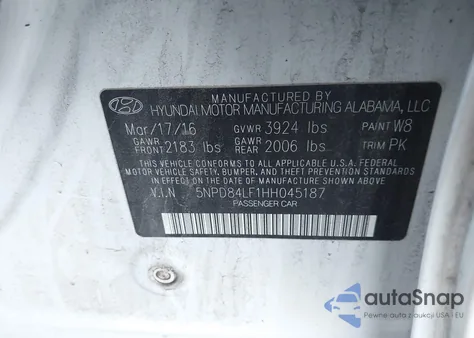 MANUFACTURED BY
HYUNDAI MOTOR MANUFACTURING ALABAMA, LLC
Mar/17/16 GVWR 3924 lbs PAINT W8
GAWR FRONT 2183 lbs GAWR REAR 2006 lbs TRIM PK
THIS VEHICLE CONFORMS TO ALL APPLICABLE U.S.A. FEDERAL
MOTOR VEHICLE SAFETY, BUMPER, AND THEFT PREVENTION
STANDARDS IN EFFECT ON THE DATE OF MANUFACTURE
SHOWN ABOVE.
V.I.N 5NPD84LF1HH045187
PASSENGER CAR
autoSnap
Pewne auta z aukcji USA i EU